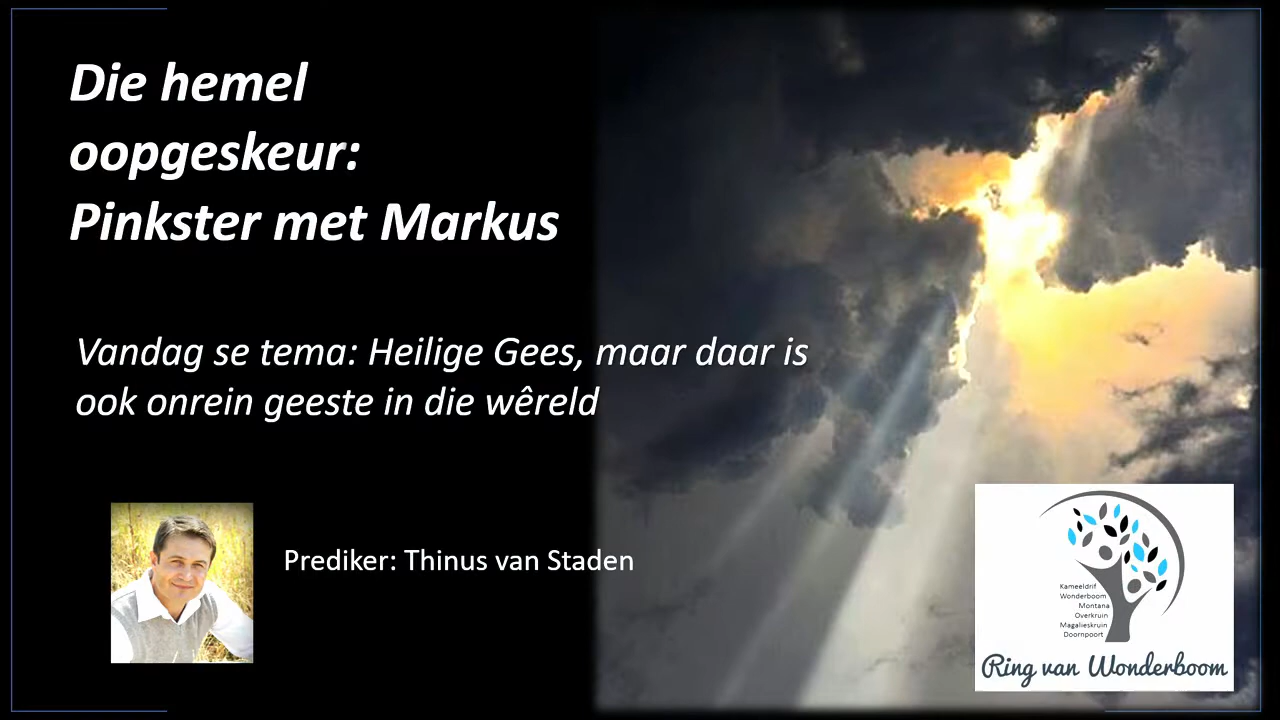 Die hemel
oopgeskeur:
Pinkster met Markus
Vandag se tema: Heilige Gees, maar daar is
ook onrein geeste in die wêreld
Prediker: Thinus van Staden
Kameeldrif
Wonderboom
Montana
Overkruin
Magalieskruin
Doornpoort
Ring van Wonderboom